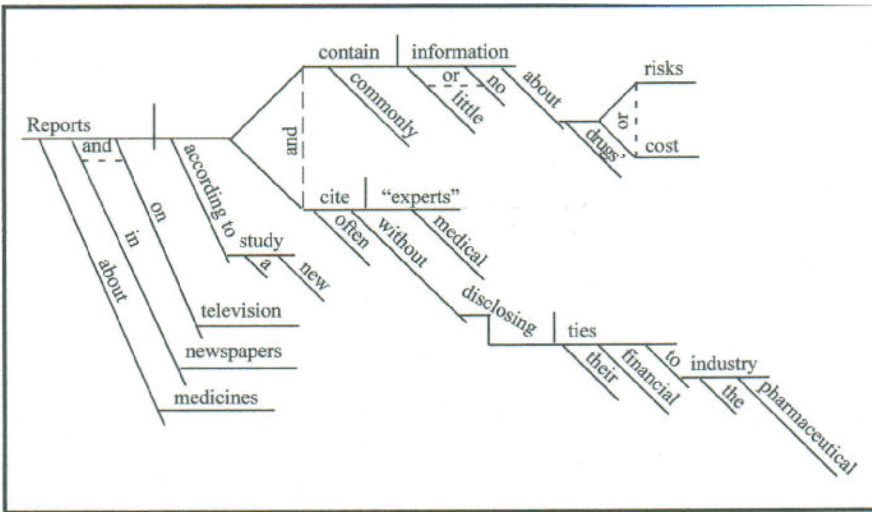 contain information
commonly
or
little
no
about
risks
or
drugs'
cost
Reports
and
and
according to
study
a
new
on
in
about
television
newspapers
medicines
cite “experts”
often
without
medical
disclosing
ties
their
financial
to
industry
the
pharmaceutical